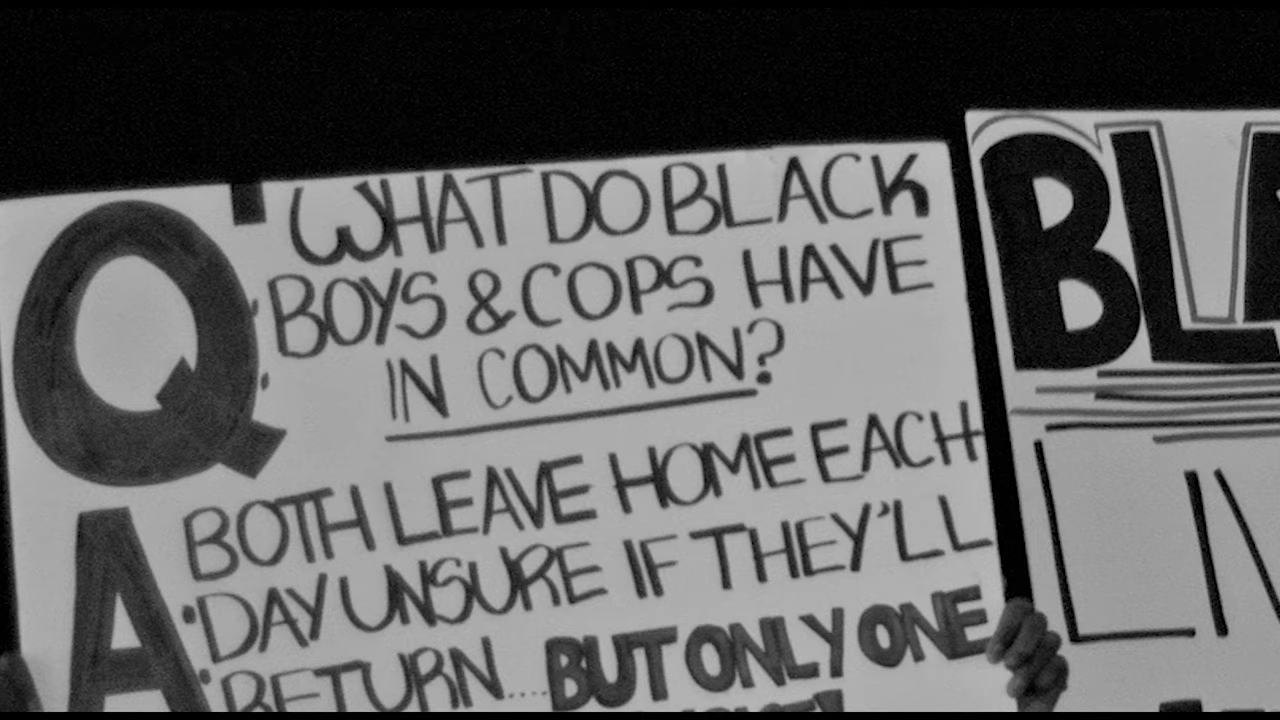 Q: WHAT DO BLACK
BOYS & COPS HAVE
IN COMMON?
A: BOTH LEAVE HOME EACH
DAY UNSURE IF THEY'LL
RETURN.... BUT ONLY ONE
BL